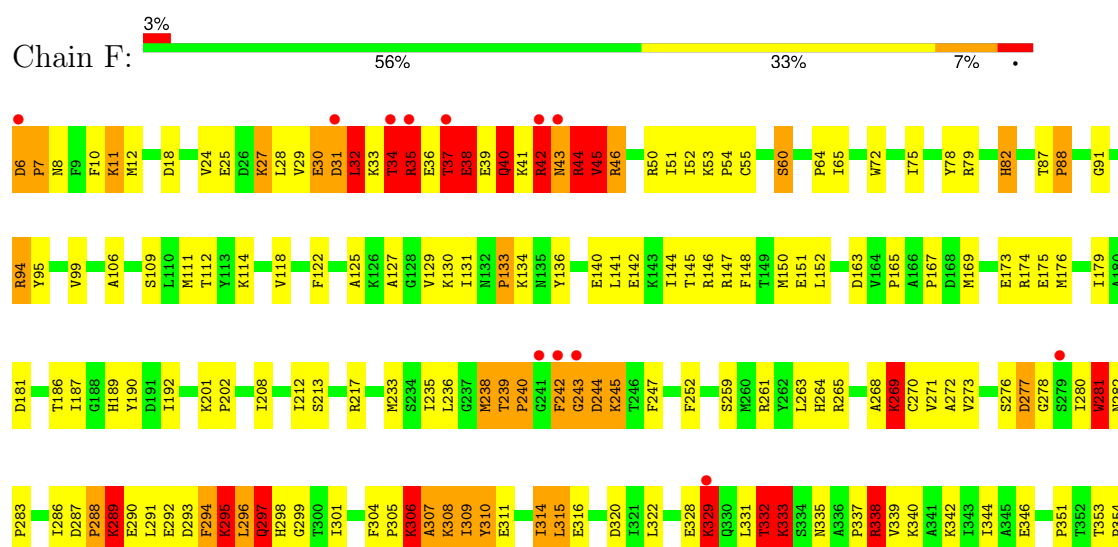 3%
Chain F:
56% 33% 7% •
D6 P7 N8 F9 F10 K11 M12 D18 V24 E25 D26 K27 L28 V29 E30 D31 L32 K33 T34 R35 E36 T37 E38 E39 Q40 K41 R42 N43 R44 V45 R46 R50 I51 I52 K53 P54 C55 S60 P64 I65 W72 I75 Y78 R79 H82 T87 P88 G91
R94 Y95 V99 A106 S109 L110 M111 T112 Y113 K114 V118 F122 A125 K126 A127 G128 V129 K130 I131 N132 P133 K134 N135 Y136 E140 L141 E142 K143 I144 T145 R146 R147 F148 T149 M150 E151 L152 D163 V164 P165 A166 P167 D168 M169 E173 R174 E175 M176 I179 A180
D181 T186 I187 G188 H189 Y190 D191 I192 K201 P202 I208 I212 S213 R217 M233 S234 I235 L236 G237 M238 T239 P240 G241 F242 G243 D244 K245 T246 F247 F252 S259 M260 R261 Y262 L263 H264 R265 A268 K269 C270 V271 A272 V273 S276 D277 G278 S279 I280 W281 N282
P283 I286 D287 P288 K289 E290 L291 E292 D293 F294 K295 L296 Q297 H298 G299 T300 I301 F304 P305 K306 A307 K308 I309 Y310 E311 I314 L315 E316 D320 I321 L322 E328 K329 Q330 L331 T332 K333 S334 N335 A336 P337 R338 V339 K340 A341 K342 I343 I344 A345 E346 P351 T352 T353